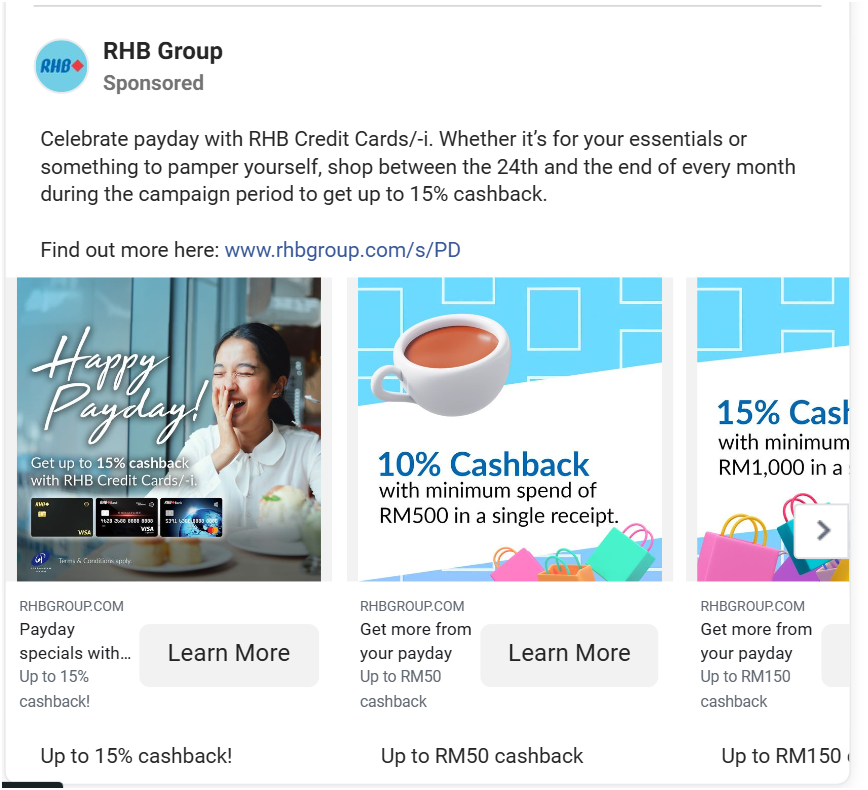 RHB
RHB Group
Sponsored
Celebrate payday with RHB Credit Cards/-i. Whether it’s for your essentials or
something to pamper yourself, shop between the 24th and the end of every month
during the campaign period to get up to 15% cashback.
Find out more here: www.rhbgroup.com/s/PD
Happy
Payday!
Get up to 15% cashback
with RHB Credit Cards/-i.
RHB
VISA
VISA
Terms & Conditions apply.
10% Cashback
with minimum spend of
RM500 in a single receipt.
15% Cash
with minimum
RM1,000 in a
RHBGROUP.COM
Payday
specials with...
Up to 15%
cashback!
Learn More
RHBGROUP.COM
Get more from
your payday
Up to RM50
cashback
Learn More
RHBGROUP.COM
Get more from
your payday
Up to RM150
cashback
Up to 15% cashback!
Up to RM50 cashback
Up to RM150